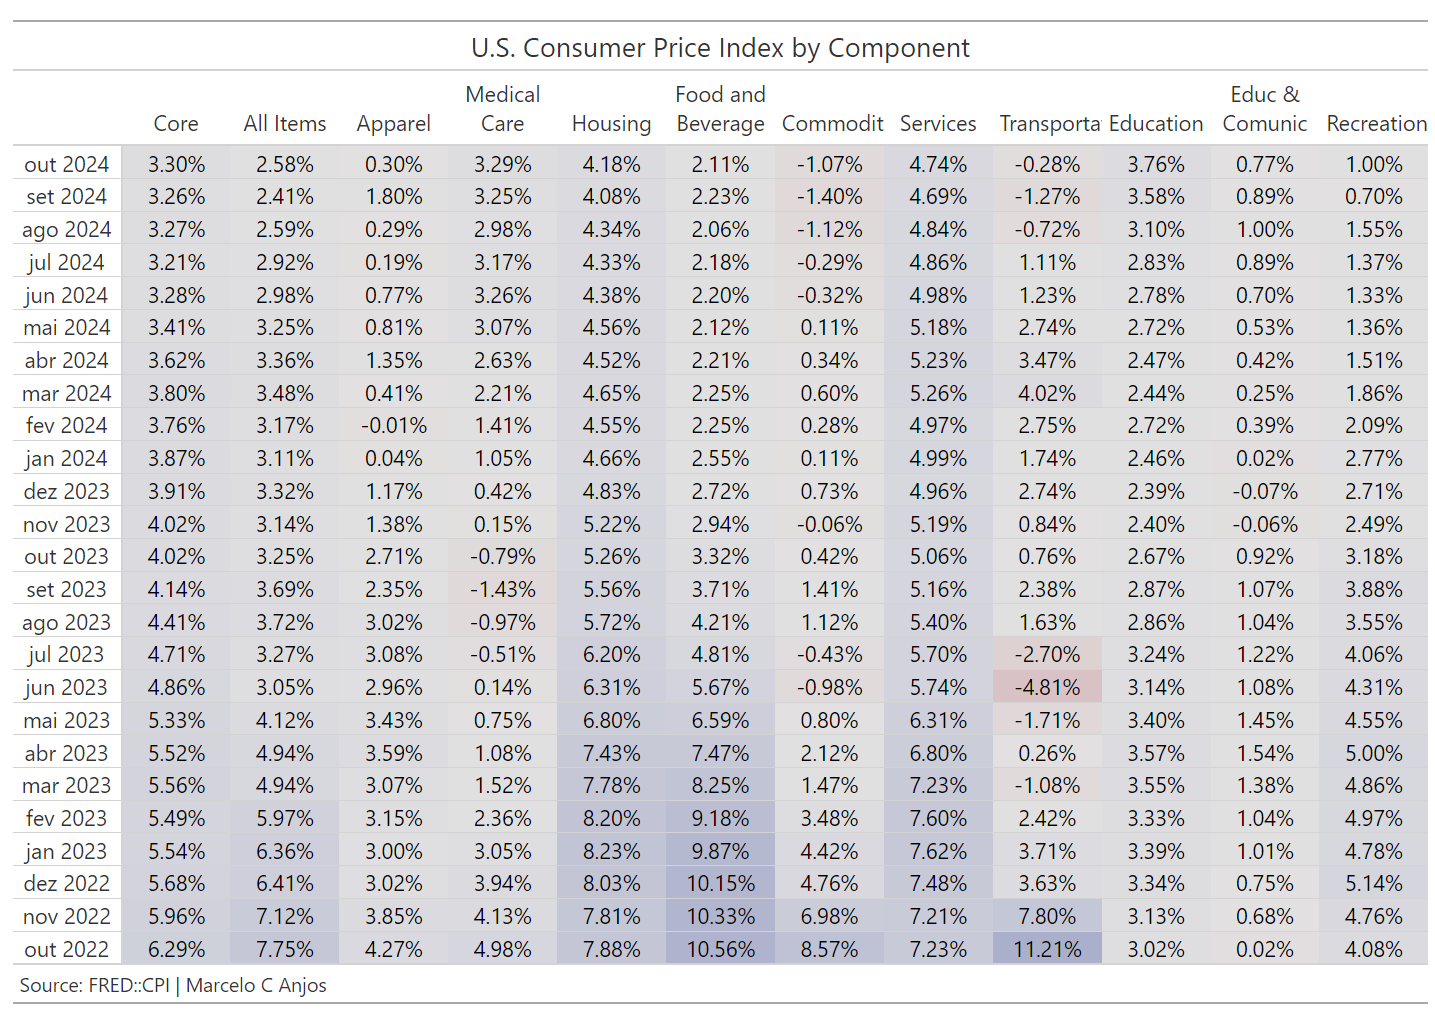 U.S. Consumer Price Index by Component
Medical Food and Educ &
Core All Items Apparel Care Housing Beverage Commodit Services Transporta Education Comunic Recreation
out 2024 3.30% 2.58% 0.30% 3.29% 4.18% 2.11% -1.07% 4.74% -0.28% 3.76% 0.77% 1.00%
set 2024 3.26% 2.41% 1.80% 3.25% 4.08% 2.23% -1.40% 4.69% -1.27% 3.58% 0.89% 0.70%
ago 2024 3.27% 2.59% 0.29% 2.98% 4.34% 2.06% -1.12% 4.84% -0.72% 3.10% 1.00% 1.55%
jul 2024 3.21% 2.92% 0.19% 3.17% 4.33% 2.18% -0.29% 4.86% 1.11% 2.83% 0.89% 1.37%
jun 2024 3.28% 2.98% 0.77% 3.26% 4.38% 2.20% -0.32% 4.98% 1.23% 2.78% 0.70% 1.33%
mai 2024 3.41% 3.25% 0.81% 3.07% 4.56% 2.12% 0.11% 5.18% 2.74% 2.72% 0.53% 1.36%
abr 2024 3.62% 3.36% 1.35% 2.63% 4.52% 2.21% 0.34% 5.23% 3.47% 2.47% 0.42% 1.51%
mar 2024 3.80% 3.48% 0.41% 2.21% 4.65% 2.25% 0.60% 5.26% 4.02% 2.44% 0.25% 1.86%
fev 2024 3.76% 3.17% -0.01% 1.41% 4.55% 2.25% 0.28% 4.97% 2.75% 2.72% 0.39% 2.09%
jan 2024 3.87% 3.11% 0.04% 1.05% 4.66% 2.55% 0.11% 4.99% 1.74% 2.46% 0.02% 2.77%
dez 2023 3.91% 3.32% 1.17% 0.42% 4.83% 2.72% 0.73% 4.96% 2.74% 2.39% -0.07% 2.71%
nov 2023 4.02% 3.14% 1.38% 0.15% 5.22% 2.94% -0.06% 5.19% 0.84% 2.40% -0.06% 2.49%
out 2023 4.02% 3.25% 2.71% -0.79% 5.26% 3.32% 0.42% 5.06% 0.76% 2.67% 0.92% 3.18%
set 2023 4.14% 3.69% 2.35% -1.43% 5.56% 3.71% 1.41% 5.16% 2.38% 2.87% 1.07% 3.88%
ago 2023 4.41% 3.72% 3.02% -0.97% 5.72% 4.21% 1.12% 5.40% 1.63% 2.86% 1.04% 3.55%
jul 2023 4.71% 3.27% 3.08% -0.51% 6.20% 4.81% -0.43% 5.70% -2.70% 3.24% 1.22% 4.06%
jun 2023 4.86% 3.05% 2.96% 0.14% 6.31% 5.67% -0.98% 5.74% -4.81% 3.14% 1.08% 4.31%
mai 2023 5.33% 4.12% 3.43% 0.75% 6.80% 6.59% 0.80% 6.31% -1.71% 3.40% 1.45% 4.55%
abr 2023 5.52% 4.94% 3.59% 1.08% 7.43% 7.47% 2.12% 6.80% 0.26% 3.57% 1.54% 5.00%
mar 2023 5.56% 4.94% 3.07% 1.52% 7.78% 8.25% 1.47% 7.23% -1.08% 3.55% 1.38% 4.86%
fev 2023 5.49% 5.97% 3.15% 2.36% 8.20% 9.18% 3.48% 7.60% 2.42% 3.33% 1.04% 4.97%
jan 2023 5.54% 6.36% 3.00% 3.05% 8.23% 9.87% 4.42% 7.62% 3.71% 3.39% 1.01% 4.78%
dez 2022 5.68% 6.41% 3.02% 3.94% 8.03% 10.15% 4.76% 7.48% 3.63% 3.34% 0.75% 5.14%
nov 2022 5.96% 7.12% 3.85% 4.13% 7.81% 10.33% 6.98% 7.21% 7.80% 3.13% 0.68% 4.76%
out 2022 6.29% 7.75% 4.27% 4.98% 7.88% 10.56% 8.57% 7.23% 11.21% 3.02% 0.02% 4.08%
Source: FRED::CPI | Marcelo C Anjos